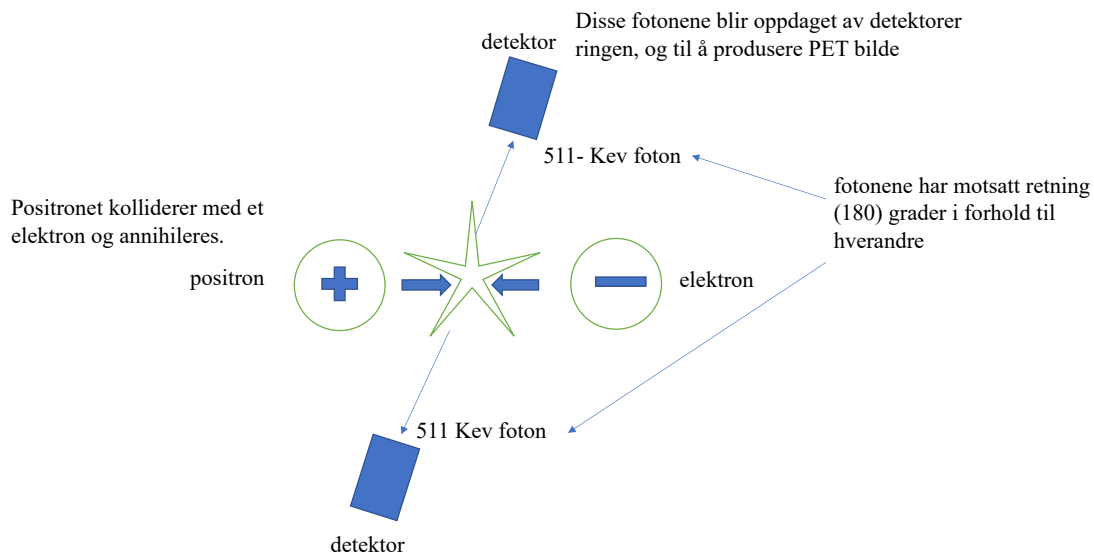 Disse fotonene blir oppdaget av detektorer
ringen, og til å produsere PET bilde
detektor
511- Kev foton
fotonene har motsatt retning
(180) grader i forhold til
hverandre
Positronet kolliderer med et
elektron og annihileres.
positron
elektron
511 Kev foton
detektor